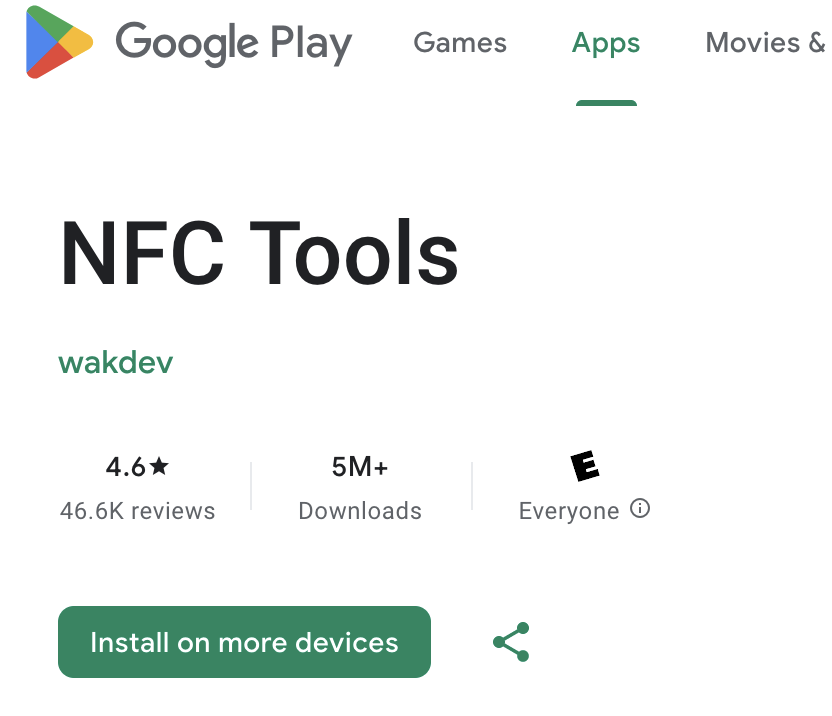 Google Play Games Apps Movies &
NFC Tools
wakdev
4.6★ 5M+ E
46.6K reviews Downloads Everyone
Install on more devices